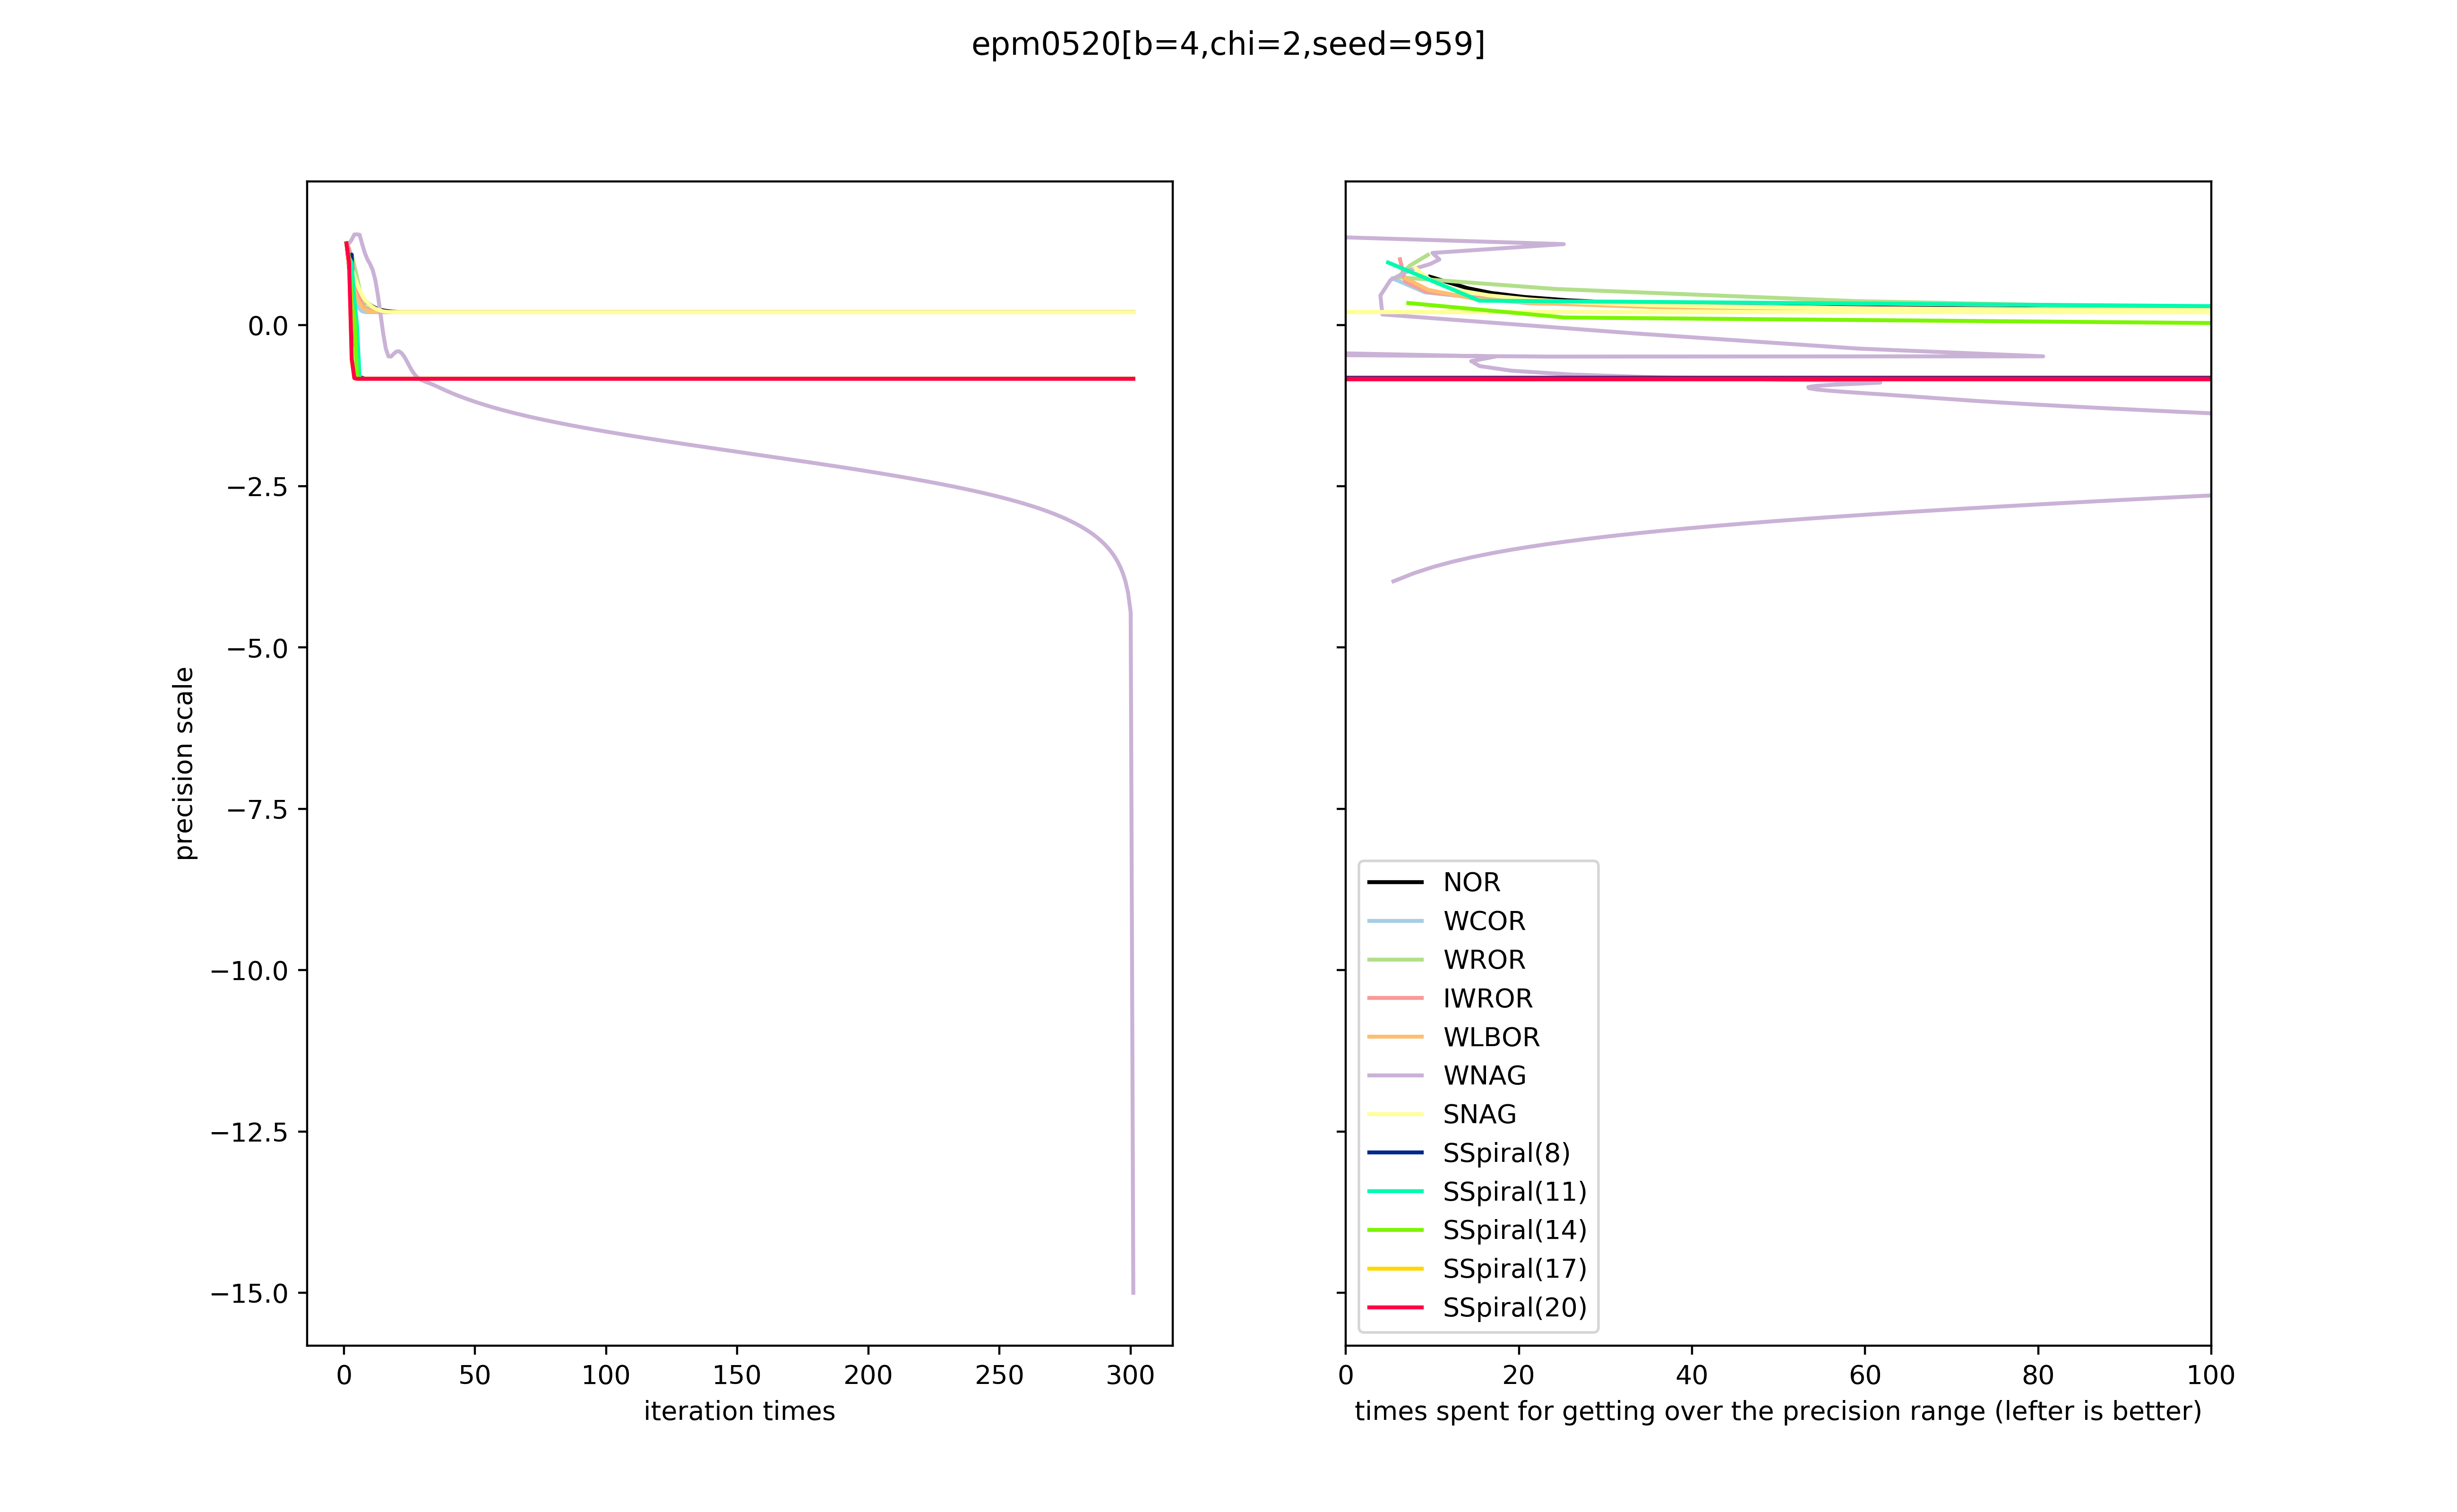 epm0520[b=4,chi=2,seed=959]
precision scale
0.0
−2.5
−5.0
−7.5
−10.0
−12.5
−15.0
0 50 100 150 200 250 300
iteration times
NOR
WCOR
WROR
IWROR
WLBOR
WNAG
SNAG
SSpiral(8)
SSpiral(11)
SSpiral(14)
SSpiral(17)
SSpiral(20)
0 20 40 60 80 100
times spent for getting over the precision range (lefter is better)